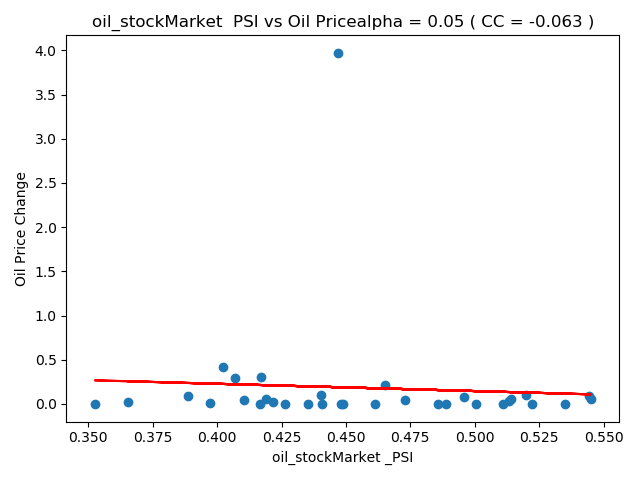 oil_stockMarket  PSI vs Oil Pricealpha = 0.05 ( CC = -0.063 )
4.0
3.5
3.0
2.5
2.0
1.5
1.0
0.5
0.0
Oil Price Change
0.350 0.375 0.400 0.425 0.450 0.475 0.500 0.525 0.550
oil_stockMarket _PSI